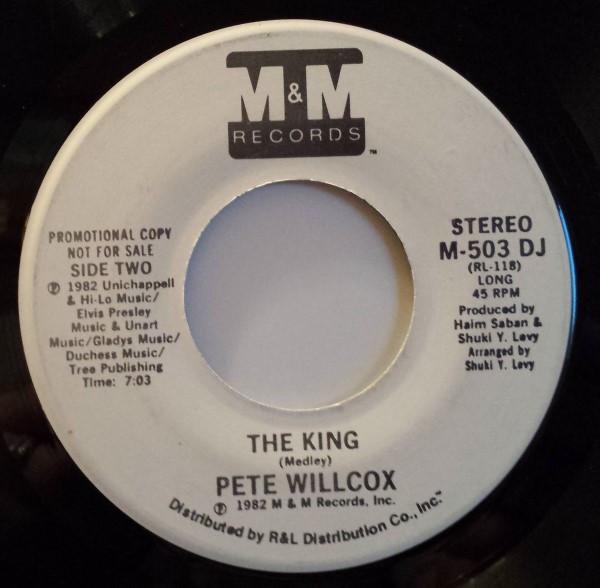 M&M
RECORDS
TM
PROMOTIONAL COPY
NOT FOR SALE
SIDE TWO
℗ 1982 Unichappell
& Hi-Lo Music/
Elvis Presley
Music & Unart
Music/Gladys Music/
Duchess Music/
Tree Publishing
Time: 7:03
STEREO
M-503 DJ
(RL-118)
LONG
45 RPM
Produced by
Haim Saban &
Shuki Y. Levy
Arranged by
Shuki Y. Levy
THE KING
(Medley)
PETE WILLCOX
℗ 1982 M & M Records, Inc.
Distributed by R&L Distribution Co., Inc.